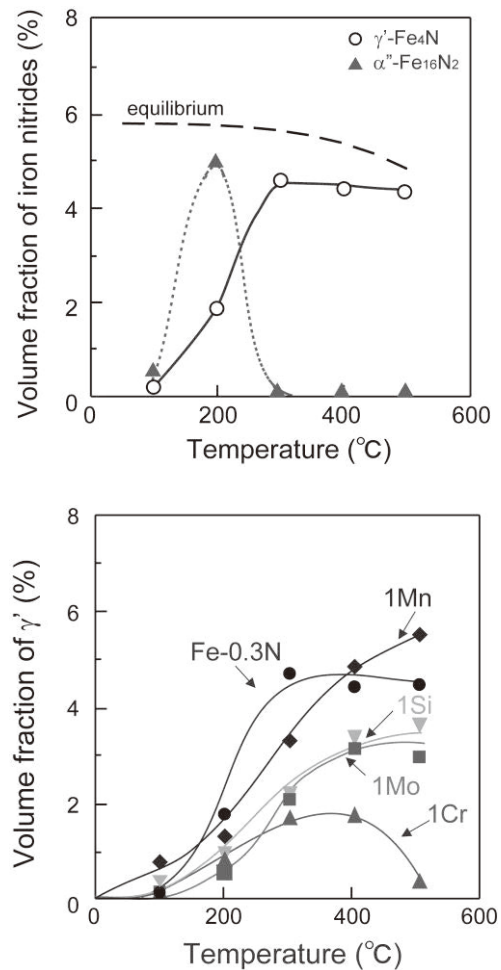 Volume fraction of iron nitrides (%)
8
6
4
2
0
γ'-Fe4N
α"-Fe16N2
equilibrium
0
200
400
600
Temperature (℃)
Volume fraction of γ' (%)
8
6
4
2
0
Fe-0.3N
1Mn
1Si
1Mo
1Cr
0
200
400
600
Temperature (℃)